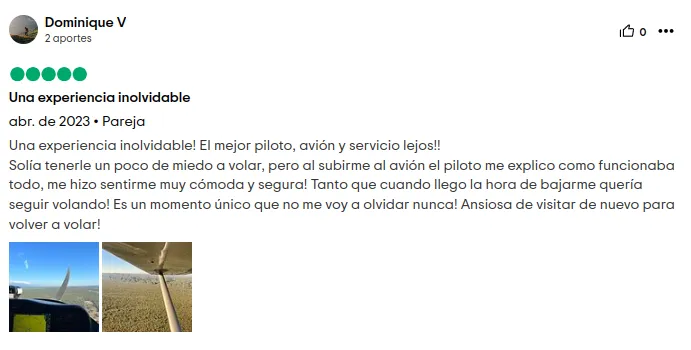 Dominique V
2 aportes
0
Una experiencia inolvidable
abr. de 2023 • Pareja
Una experiencia inolvidable! El mejor piloto, avión y servicio lejos!!
Solía tenerle un poco de miedo a volar, pero al subirme al avión el piloto me explico como funcionaba
todo, me hizo sentirme muy cómoda y segura! Tanto que cuando llego la hora de bajarme quería
seguir volando! Es un momento único que no me voy a olvidar nunca! Ansiosa de visitar de nuevo para
volver a volar!